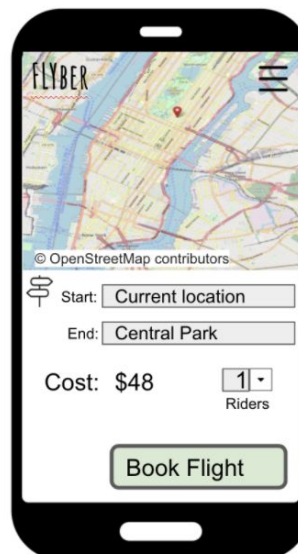 FLYBER
© OpenStreetMap contributors
Start: Current location
End: Central Park
Cost: $48 1
Riders
Book Flight